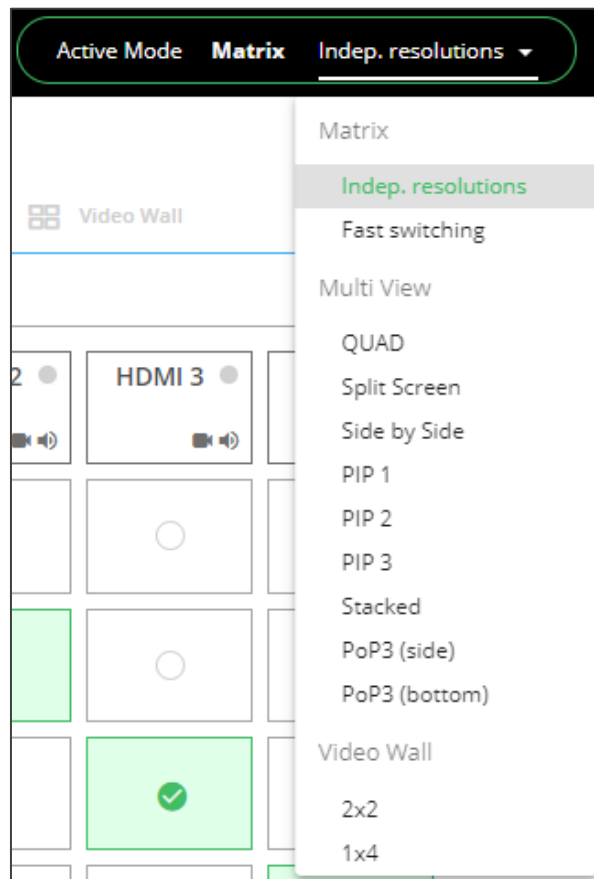 Active Mode Matrix Indep. resolutions
Matrix
Indep. resolutions
Fast switching
Video Wall
Multi View
QUAD
2
HDMI 3
Split Screen
Side by Side
PIP 1
PIP 2
PIP 3
Stacked
PoP3 (side)
PoP3 (bottom)
Video Wall
2x2
1x4